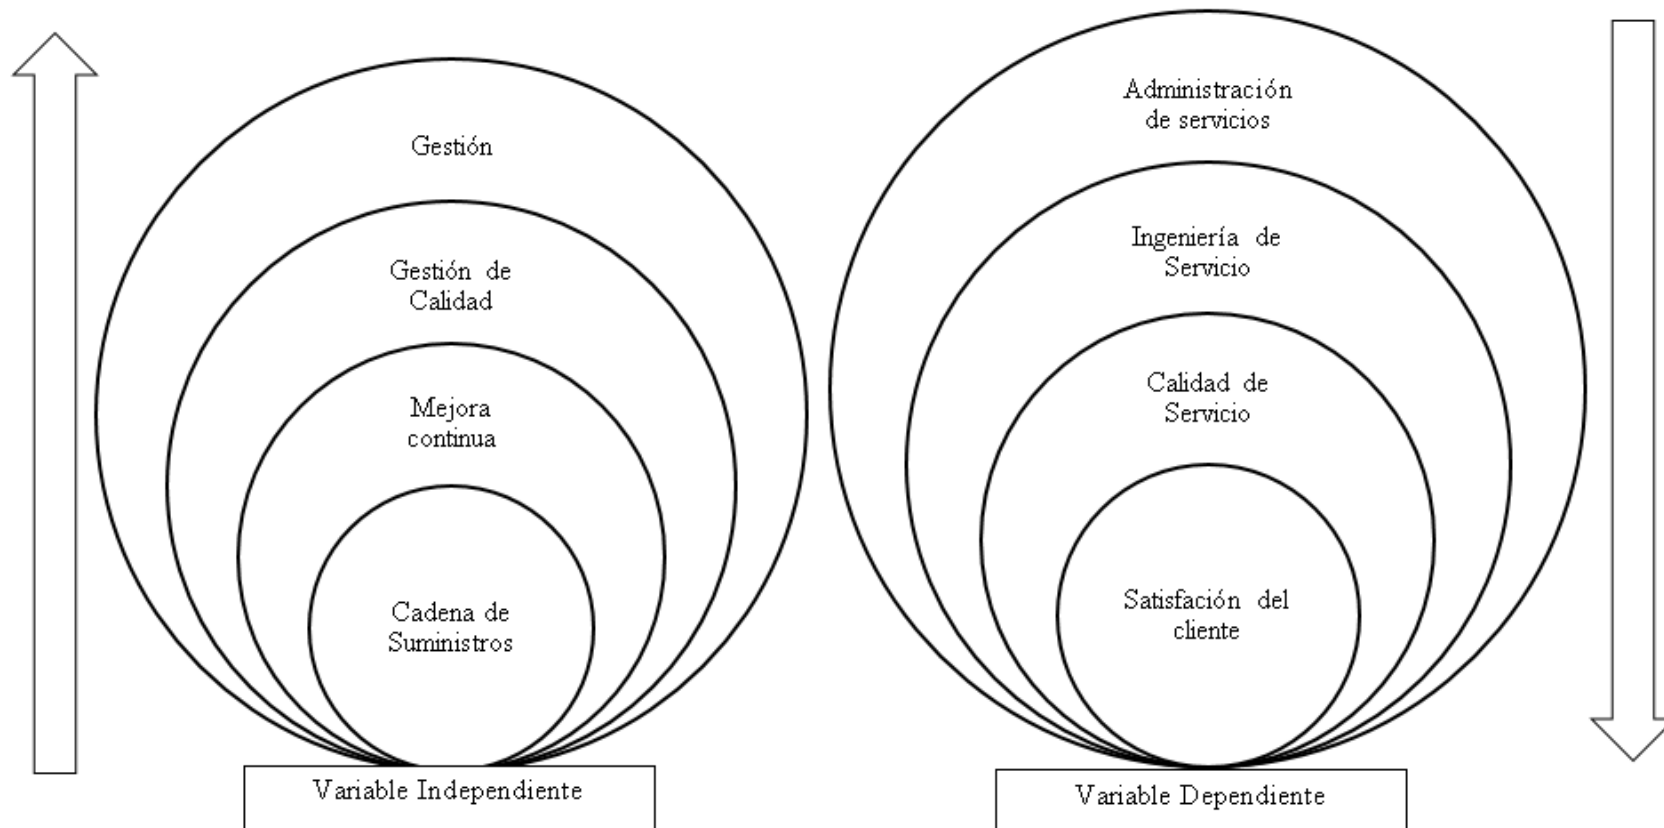 Gestión
Gestión de
Calidad
Mejora
continua
Cadena de
Suministros
Variable Independiente
Administración
de servicios
Ingeniería de
Servicio
Calidad de
Servicio
Satisfación del
cliente
Variable Dependiente